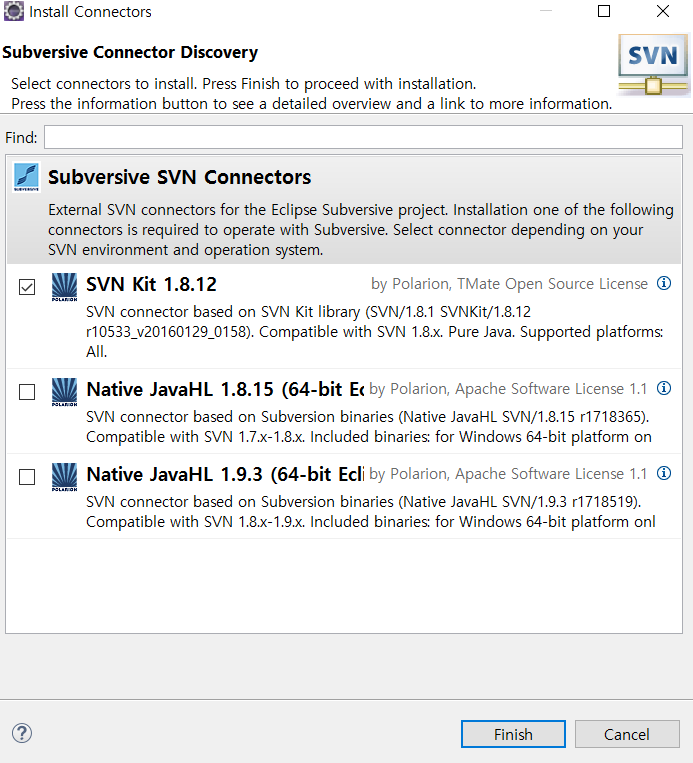 Install Connectors
Subversive Connector Discovery
Select connectors to install. Press Finish to proceed with installation.
Press the information button to see a detailed overview and a link to more information.
SVN
Find:
SUBVERSIVE
Subversive SVN Connectors
External SVN connectors for the Eclipse Subversive project. Installation one of the following
connectors is required to operate with Subversive. Select connector depending on your
SVN environment and operation system.
POLARION
SVN Kit 1.8.12
by Polarion, TMate Open Source License
SVN connector based on SVN Kit library (SVN/1.8.1 SVNKit/1.8.12
r10533_v20160129_0158). Compatible with SVN 1.8.x. Pure Java. Supported platforms:
All.
POLARION
Native JavaHL 1.8.15 (64-bit Ec
by Polarion, Apache Software License 1.1
SVN connector based on Subversion binaries (Native JavaHL SVN/1.8.15 r1718365).
Compatible with SVN 1.7.x-1.8.x. Included binaries: for Windows 64-bit platform on
POLARION
Native JavaHL 1.9.3 (64-bit Ecli
by Polarion, Apache Software License 1.1
SVN connector based on Subversion binaries (Native JavaHL SVN/1.9.3 r1718519).
Compatible with SVN 1.8.x-1.9.x. Included binaries: for Windows 64-bit platform onl
?
Finish
Cancel